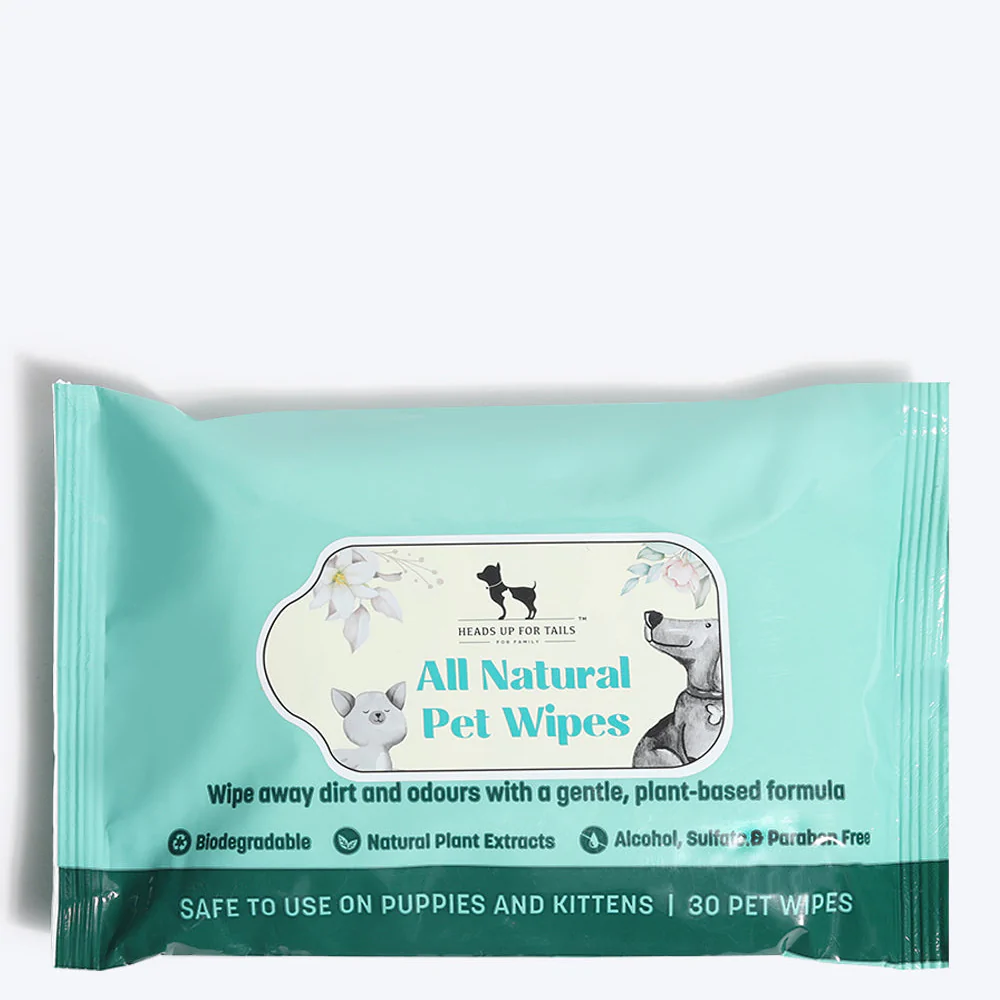 HEADS UP FOR TAILS™
FOR FAMILY
All Natural
Pet Wipes
Wipe away dirt and odours with a gentle, plant-based formula
Biodegradable
Natural Plant Extracts
Alcohol, Sulfate & Paraben Free
SAFE TO USE ON PUPPIES AND KITTENS | 30 PET WIPES